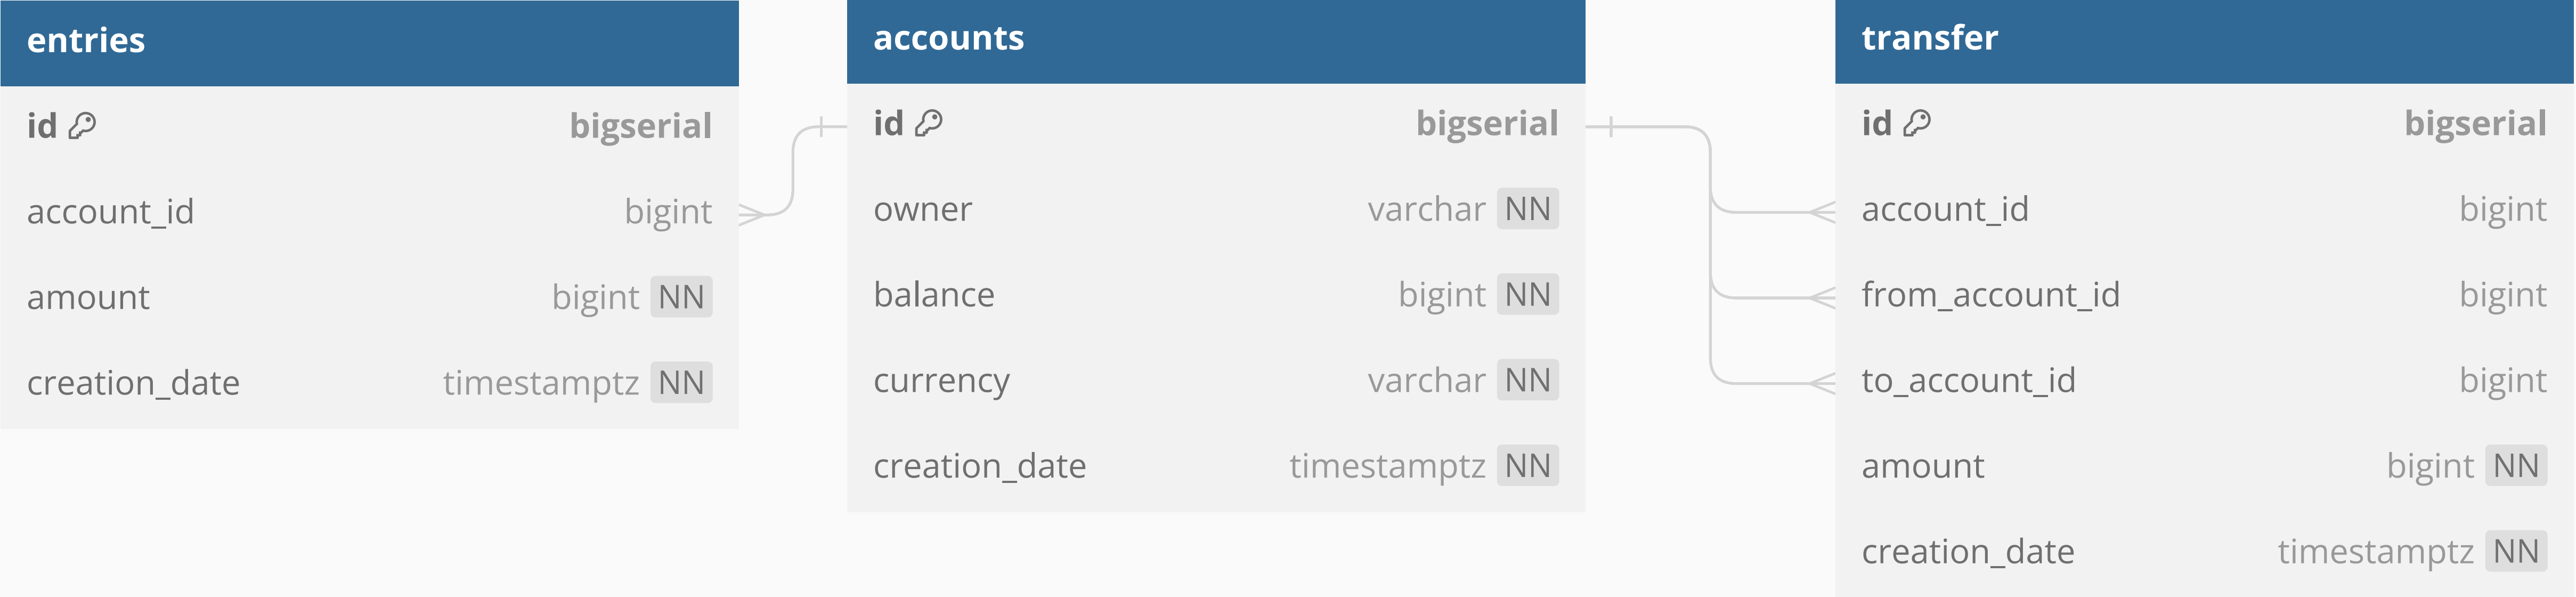 entries
id bigserial
account_id bigint
amount bigint NN
creation_date timestamptz NN
accounts
id bigserial
owner varchar NN
balance bigint NN
currency varchar NN
creation_date timestamptz NN
transfer
id bigserial
account_id bigint
from_account_id bigint
to_account_id bigint
amount bigint NN
creation_date timestamptz NN